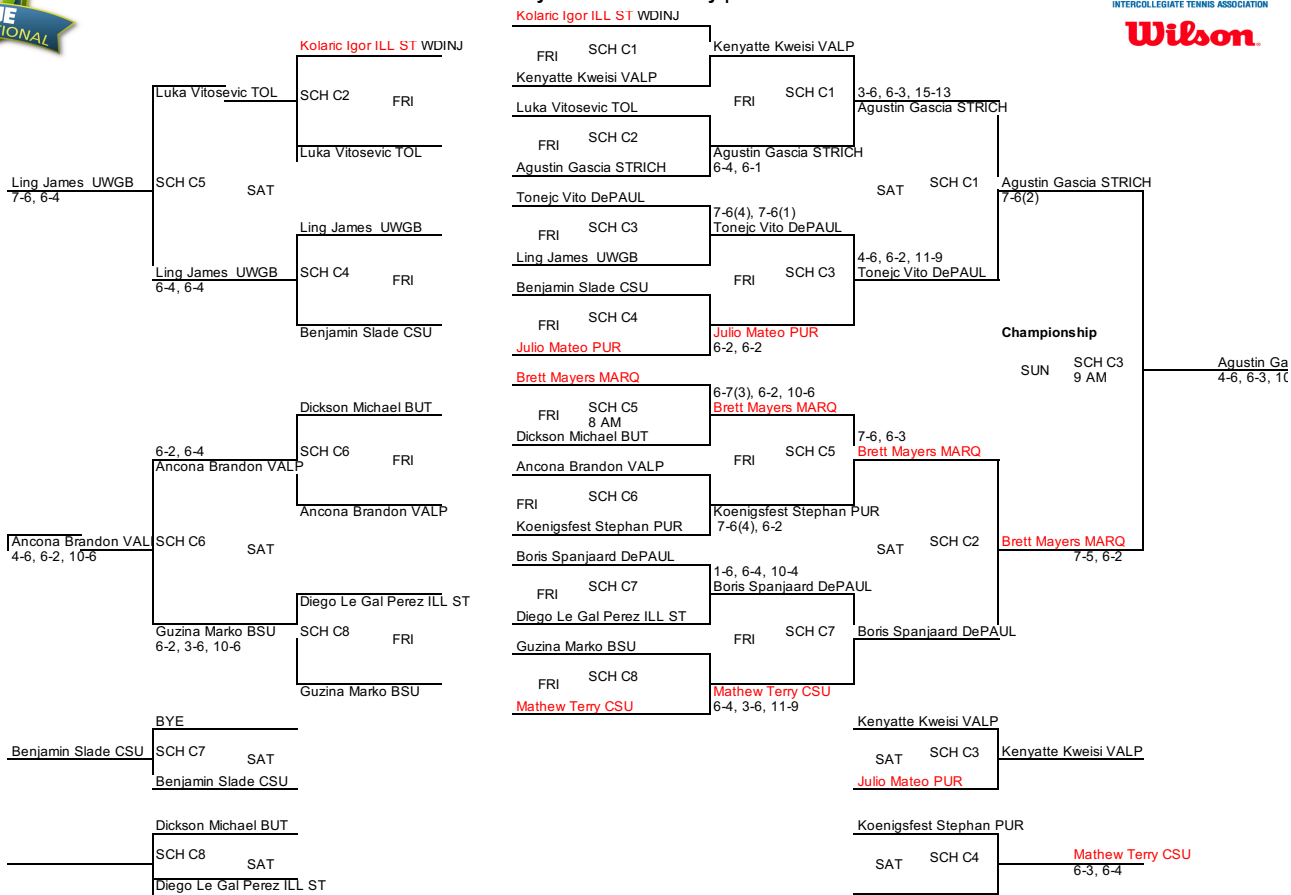 INTERCOLLEGIATE TENNIS ASSOCIATION
Wilson
Kolaric Igor ILL ST WDINJ
Kolaric Igor ILL ST WDINJ
SCH C1
FRI
Kenyatte Kweisi VALP
Kenyatte Kweisi VALP
Luka Vitosevic TOL
SCH C2
FRI
FRI
SCH C1
3-6, 6-3, 15-13
Agustin Gascia STRICH
Luka Vitosevic TOL
SCH C2
FRI
Luka Vitosevic TOL
Agustin Gascia STRICH
6-4, 6-1
Agustin Gascia STRICH
Ling James UWGB
7-6, 6-4
SCH C5
SAT
SAT
SCH C1
Agustin Gascia STRICH
7-6(2)
Tonejc Vito DePAUL
7-6(4), 7-6(1)
Tonejc Vito DePAUL
SCH C3
FRI
Ling James UWGB
Ling James UWGB
Ling James UWGB
6-4, 6-4
SCH C4
FRI
FRI
SCH C3
4-6, 6-2, 11-9
Tonejc Vito DePAUL
Benjamin Slade CSU
SCH C4
FRI
Benjamin Slade CSU
Julio Mateo PUR
Julio Mateo PUR
6-2, 6-2
Championship
SUN
SCH C3
9 AM
Agustin Ga
4-6, 6-3, 10
Brett Mayers MARQ
6-7(3), 6-2, 10-6
Brett Mayers MARQ
SCH C5
8 AM
FRI
Dickson Michael BUT
Dickson Michael BUT
6-2, 6-4
Ancona Brandon VALP
SCH C6
FRI
FRI
SCH C5
7-6, 6-3
Brett Mayers MARQ
Ancona Brandon VALP
SCH C6
FRI
Ancona Brandon VALP
Koenigsfest Stephan PUR
Koenigsfest Stephan PUR
7-6(4), 6-2
Ancona Brandon VAL
4-6, 6-2, 10-6
SCH C6
SAT
SAT
SCH C2
Brett Mayers MARQ
7-5, 6-2
Boris Spanjaard DePAUL
1-6, 6-4, 10-4
Boris Spanjaard DePAUL
SCH C7
FRI
Diego Le Gal Perez ILL ST
Diego Le Gal Perez ILL ST
Guzina Marko BSU
6-2, 3-6, 10-6
SCH C8
FRI
FRI
SCH C7
Boris Spanjaard DePAUL
Guzina Marko BSU
SCH C8
FRI
Guzina Marko BSU
Mathew Terry CSU
Mathew Terry CSU
6-4, 3-6, 11-9
BYE
Benjamin Slade CSU
SCH C7
SAT
Benjamin Slade CSU
Kenyatte Kweisi VALP
SAT
SCH C3
Kenyatte Kweisi VALP
Julio Mateo PUR
Dickson Michael BUT
SCH C8
SAT
Diego Le Gal Perez ILL ST
Koenigsfest Stephan PUR
SAT
SCH C4
Mathew Terry CSU
6-3, 6-4